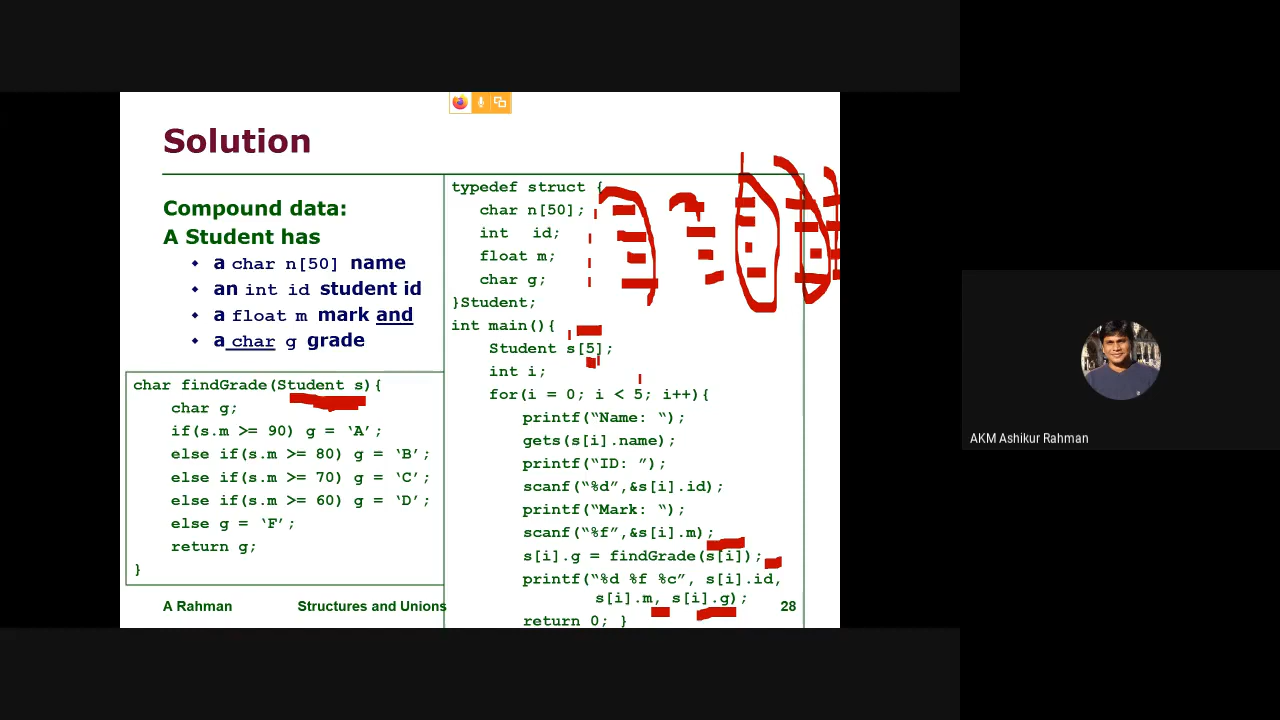 Solution
Compound data:
A Student has
a char n[50] name
an int id student id
a float m mark and
a char g grade
char findGrade(Student s){
char g;
if(s.m >= 90) g = ‘A’;
else if(s.m >= 80) g = ‘B’;
else if(s.m >= 70) g = ‘C’;
else if(s.m >= 60) g = ‘D’;
else g = ‘F’;
return g;
}
typedef struct {
char n[50];
int id;
float m;
char g;
}Student;
int main(){
Student s[5];
int i;
for(i = 0; i < 5; i++){
printf(“Name: “);
gets(s[i].name);
printf(“ID: ”);
scanf(“%d”,&s[i].id);
printf(“Mark: “);
scanf(“%f”,&s[i].m);
s[i].g = findGrade(s[i]);
printf(“%d %f %c”, s[i].id,
s[i].m, s[i].g);
return 0; }
A Rahman
Structures and Unions
28
AKM Ashikur Rahman